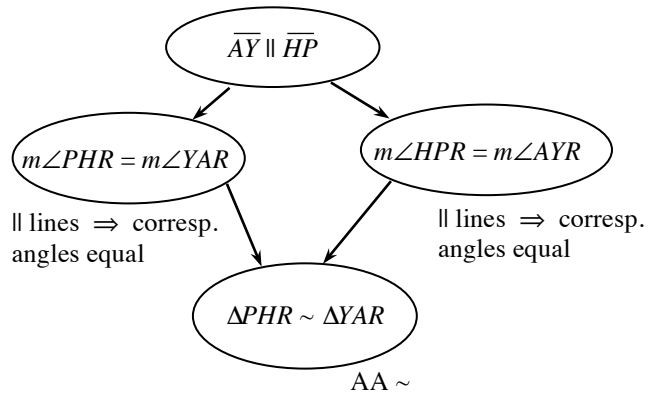 AY || HP
m∠PHR = m∠YAR
m∠HPR = m∠AYR
|| lines ⇒ corresp.
angles equal
|| lines ⇒ corresp.
angles equal
ΔPHR ~ ΔYAR
AA ~